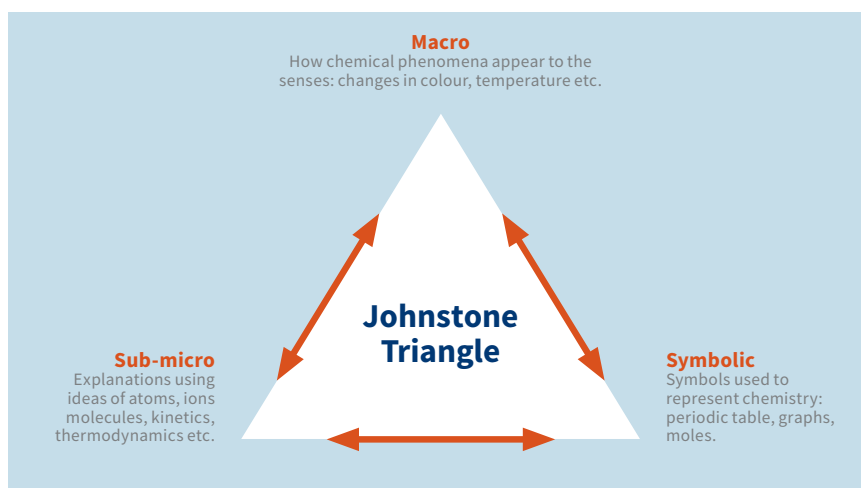 Macro
How chemical phenomena appear to the
senses: changes in colour, temperature etc.
Johnstone
Triangle
Sub-micro
Explanations using
ideas of atoms, ions
molecules, kinetics,
thermodynamics etc.
Symbolic
Symbols used to
represent chemistry:
periodic table, graphs,
moles.